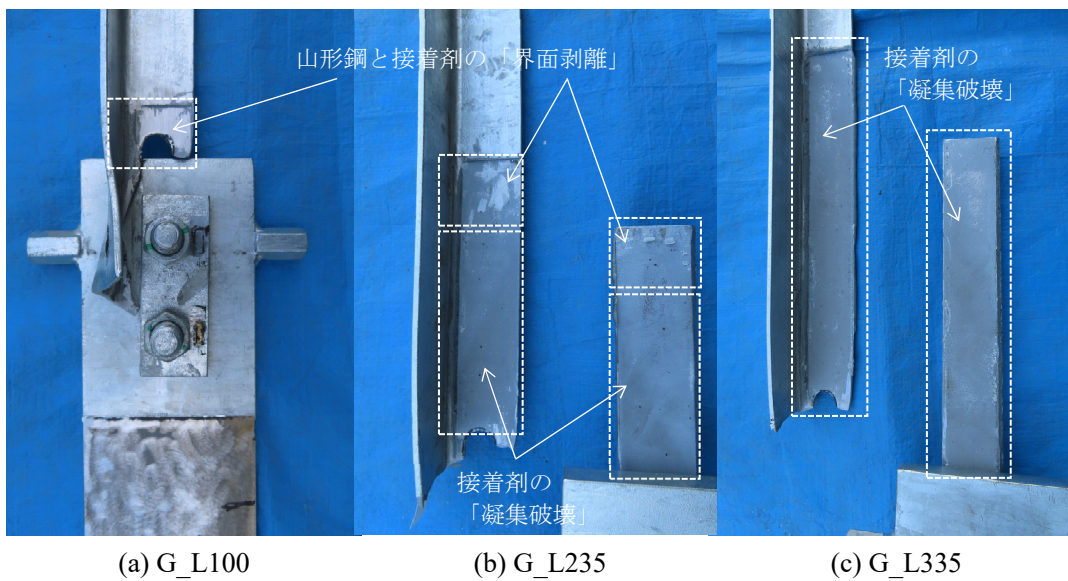 山形鋼と接着剤の「界面剥離」
接着剤の
「凝集破壊」
接着剤の
「凝集破壊」
(a) G_L100
(b) G_L235
(c) G_L335